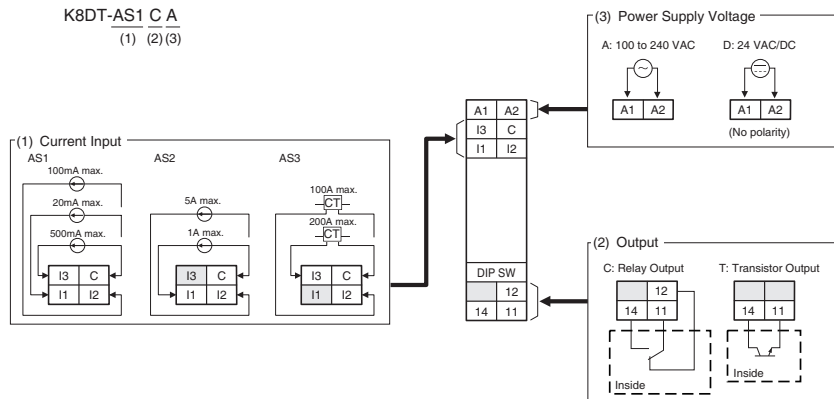 K8DT-AS1 C A
(1) (2) (3)
(3) Power Supply Voltage
A: 100 to 240 VAC
D: 24 VAC/DC
A1 A2
A1 A2
(No polarity)
A1 A2
I3 C
I1 I2
DIP SW
12
14 11
(1) Current Input
AS1
AS2
AS3
100mA max.
20mA max.
500mA max.
I3 C
I1 I2
5A max.
1A max.
I3 C
I1 I2
100A max.
CT
200A max.
CT
I3 C
I1 I2
(2) Output
C: Relay Output
T: Transistor Output
12
14 11
Inside
14 11
Inside